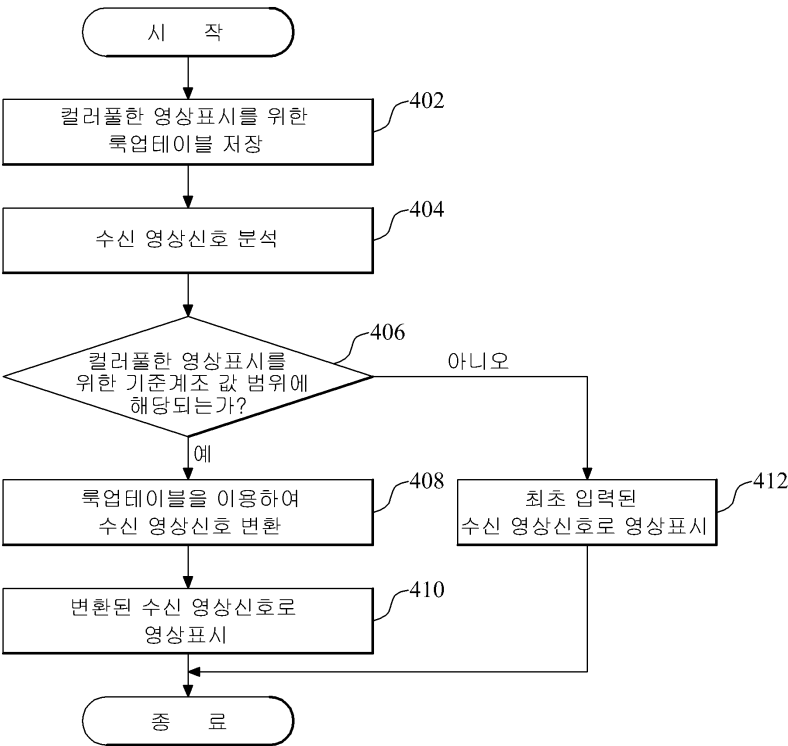 시 작
컬러풀한 영상표시를 위한
룩업테이블 저장
402
수신 영상신호 분석
404
컬러풀한 영상표시를
위한 기준계조 값 범위에
해당되는가?
406
아니오
예
룩업테이블을 이용하여
수신 영상신호 변환
408
최초 입력된
수신 영상신호로 영상표시
412
변환된 수신 영상신호로
영상표시
410
종 료